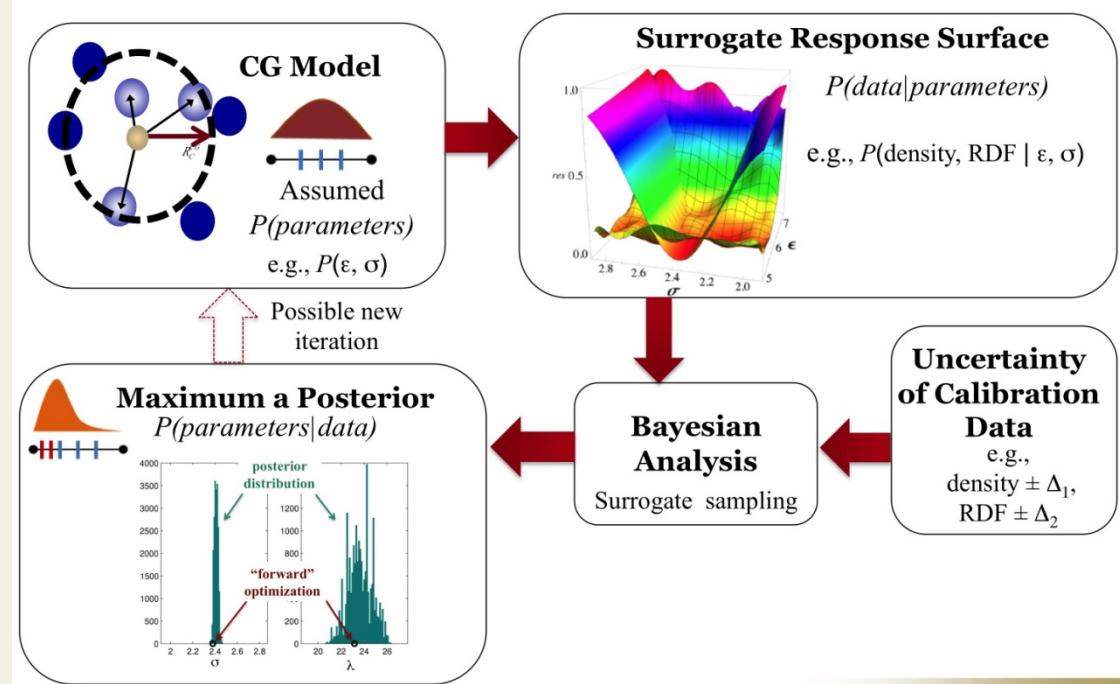 CG Model
Assumed
P(parameters)
e.g., P(ε, σ)
Surrogate Response Surface
P(data|parameters)
e.g., P(density, RDF | ε, σ)
1.0
res 0.5
0.0
2.8 2.6 2.4 2.2 2.0
σ
5 6 7
ϵ
Possible new
iteration
Uncertainty
of Calibration
Data
e.g.,
density ± Δ₁,
RDF ± Δ₂
Bayesian
Analysis
Surrogate sampling
Maximum a Posterior
P(parameters|data)
posterior
distribution
"forward"
optimization
4000
3500
3000
2500
2000
1500
1000
500
0
2 2.2 2.4 2.6 2.8
σ
1200
1000
800
600
400
200
0
20 22 24 26
λ